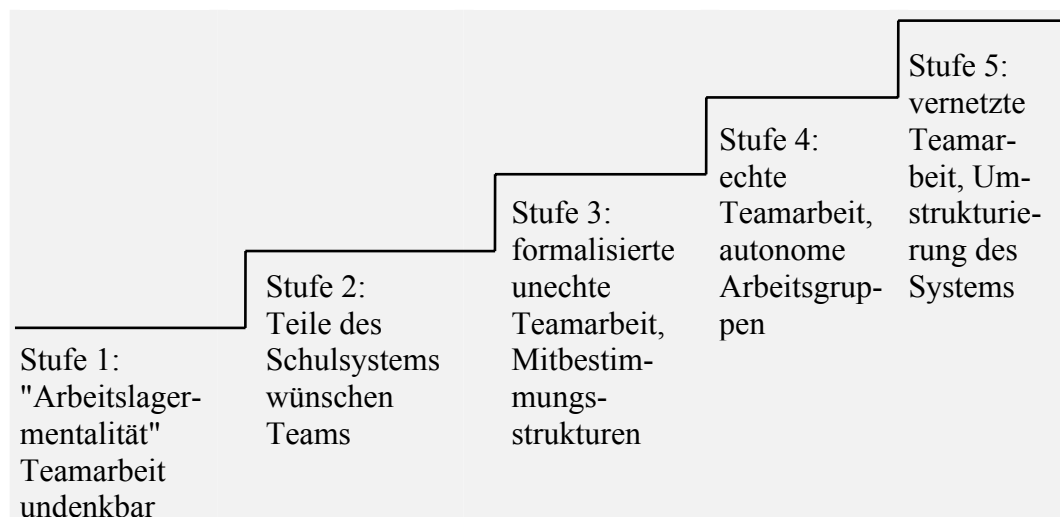 Stufe 1:
"Arbeitslager-
mentalität"
Teamarbeit
undenkbar
Stufe 2:
Teile des
Schulsystems
wünschen
Teams
Stufe 3:
formalisierte
unechte
Teamarbeit,
Mitbestim-
mungs-
strukturen
Stufe 4:
echte
Teamarbeit,
autonome
Arbeitsgrup-
pen
Stufe 5:
vernetzte
Teamar-
beit, Um-
strukturie-
rung des
Systems